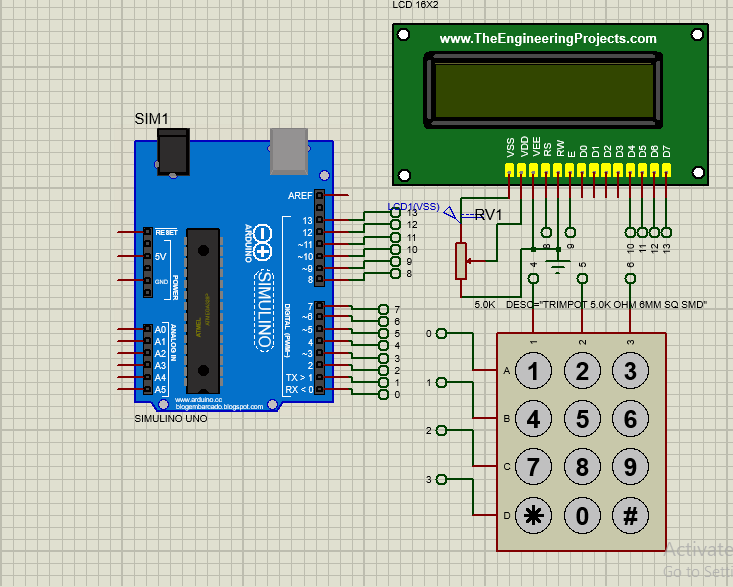 LCD 16X2
www.TheEngineeringProjects.com
VSS
VDD
VEE
RS
RW
E
D0
D1
D2
D3
D4
D5
D6
D7
SIM1
AREF
RESET
5V
GND
POWER
A0
A1
A2
A3
A4
A5
ANALOG IN
ATMEL
ARDUINO
SIMULINO
13
12
~11
~10
~9
8
7
~6
~5
4
~3
2
TX > 1
RX < 0
DIGITAL (PWM~)
www.arduino.cc
blogembarcado.blogspot.com
SIMULINO UNO
13
12
11
10
9
8
7
6
5
4
3
2
1
0
LCD1(VSS)
RV1
5.0K
DESC="TRIMPOT 5.0K OHM 6MM SQ SMD"
8
9
10
11
12
13
4
5
6
1
2
3
0
1
2
3
A
B
C
D
1 2 3
4 5 6
7 8 9
* 0 #
Activate
Go to Setti